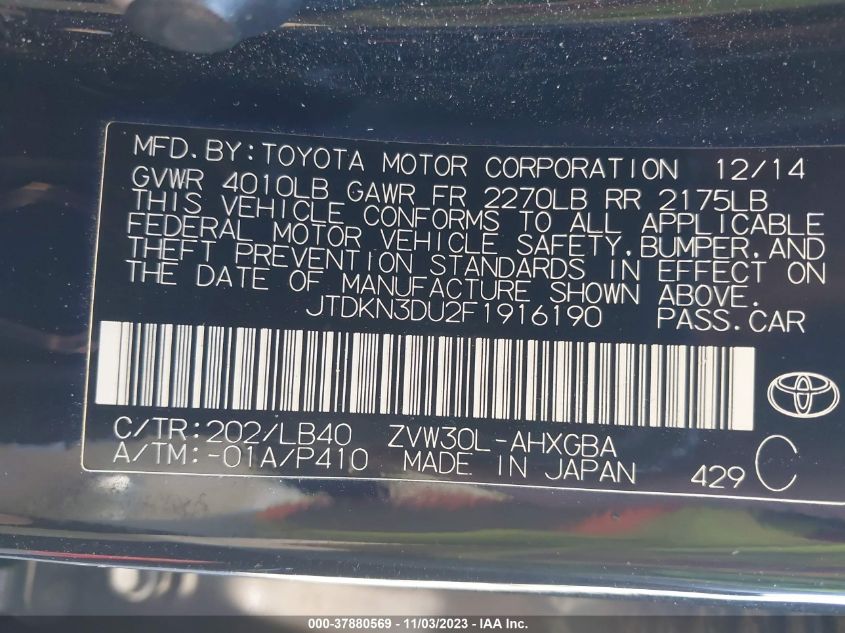 MFD.BY:TOYOTA MOTOR CORPORATION 12/14
GVWR 4010LB GAWR FR 2270LB RR 2175LB
THIS VEHICLE CONFORMS TO ALL APPLICABLE
FEDERAL MOTOR VEHICLE SAFETY,BUMPER,AND
THEFT PREVENTION STANDARDS IN EFFECT ON
THE DATE OF MANUFACTURE SHOWN ABOVE.
JTDKN3DU2F1916190 PASS.CAR
C/TR:202/LB40 ZVW30L-AHXGBA
A/TM:-01A/P410 MADE IN JAPAN 429 C
000-37880569 - 11/03/2023 - IAA Inc.